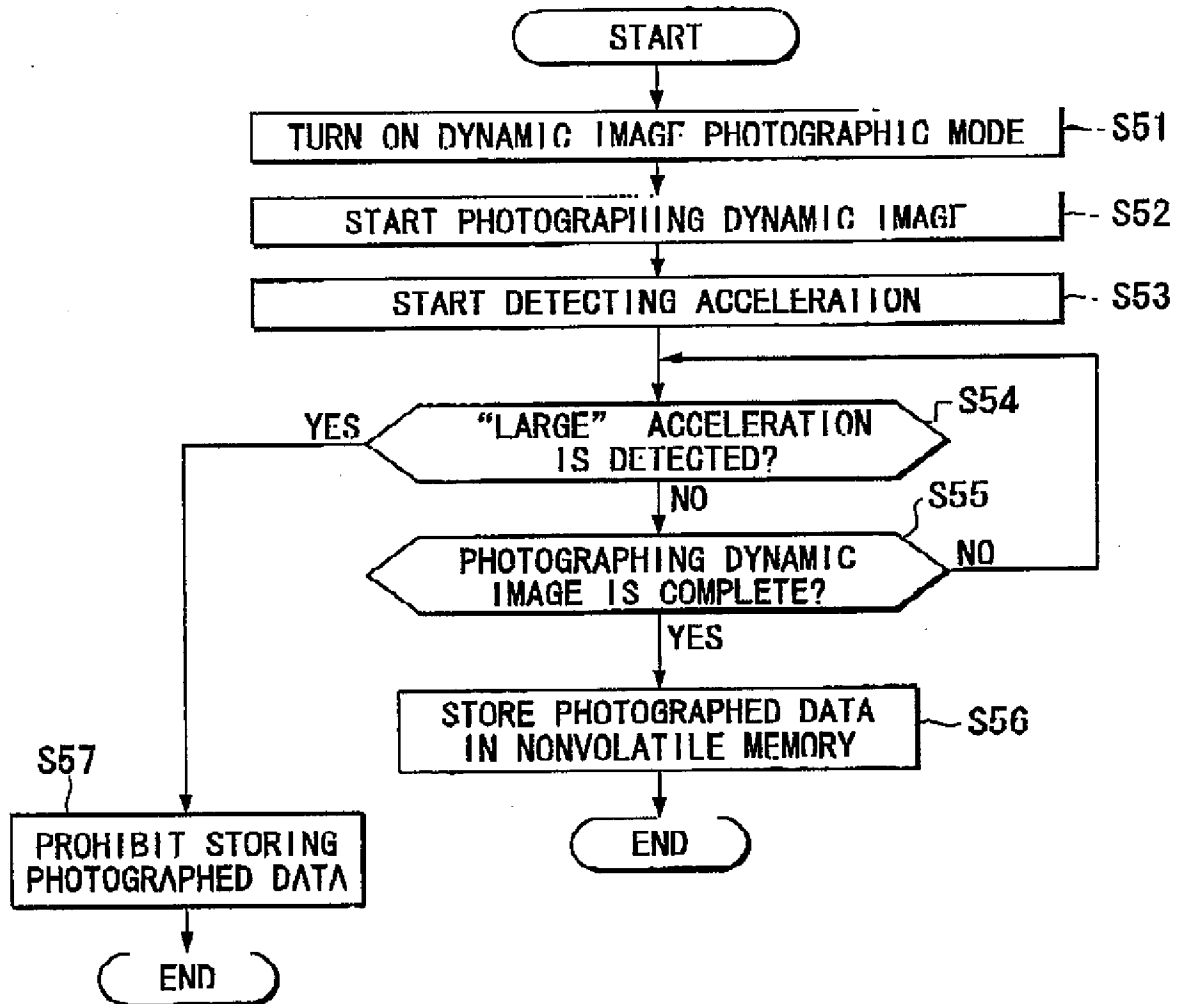 START
TURN ON DYNAMIC IMAGE PHOTOGRAPHIC MODE
S51
START PHOTOGRAPHING DYNAMIC IMAGE
S52
START DETECTING ACCELERATION
S53
S54
YES
"LARGE" ACCELERATION
IS DETECTED?
NO
S55
PHOTOGRAPHING DYNAMIC
IMAGE IS COMPLETE?
NO
YES
STORE PHOTOGRAPHED DATA
IN NONVOLATILE MEMORY
S56
S57
PROHIBIT STORING
PHOTOGRAPHED DATA
END
END